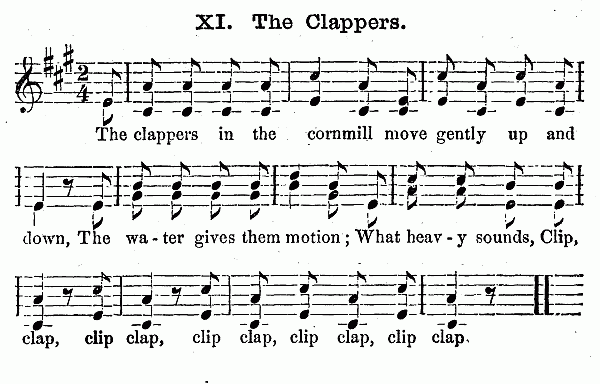 XI. The Clappers.
2
4
The clappers in the cornmill move gently up and
down, The wa - ter gives them motion ; What heav - y sounds, Clip,
clap, clip clap, clip clap, clip clap, clip clap.